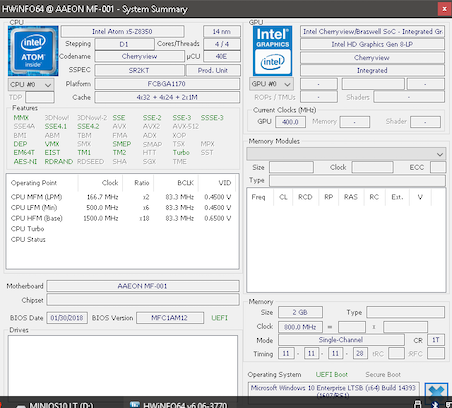 HWiNFO64 @ AAEON MF-001 - System Summary
CPU
intel ATOM inside
Intel Atom x5-Z8350
14 nm
Stepping D1 Cores/Threads 4 / 4
Codename Cherryview µCU 40E
SSPEC SR2KT Prod. Unit
CPU #0 Platform FCBGA1170
TDP Cache 4x32 + 4x24 + 2x1M
Features
MMX 3DNow! 3DNow!-2 SSE SSE-2 SSE-3 SSSE-3
SSE4A SSE4.1 SSE4.2 AVX AVX2 AVX-512
BMI ABM TBM FMA ADX XOP
DEP VMX SMX SMEP SMAP TSX MPX
EM64T EIST TM1 TM2 HTT Turbo SST
AES-NI RDRAND RDSEED SHA SGX TME
Operating Point Clock Ratio BCLK VID
CPU MFM (LPM) 166.7 MHz x2 83.3 MHz 0.4500 V
CPU LFM (Min) 500.0 MHz x6 83.3 MHz 0.4500 V
CPU HFM (Base) 1500.0 MHz x18 83.3 MHz 0.6500 V
CPU Turbo
CPU Status
Motherboard AAEON MF-001
Chipset
BIOS Date 01/30/2018 BIOS Version MFC1AM12 UEFI
Drives
GPU
intel GRAPHICS
intel
Intel Cherryview/Braswell SoC - Integrated Gr
Intel HD Graphics Gen 8-LP
Cherryview
Integrated
GPU #0
ROPs / TMUs - Shaders -
Current Clocks (MHz)
GPU 400.0 Memory - Shader -
Memory Modules
Size Clock ECC
Type
Freq CL RCD RP RAS RC Ext. V
Memory
Size 2 GB Type
Clock 800.0 MHz = x
Mode Single-Channel CR 1T
Timing 11 - 11 - 11 - 28 tRC tRFC
Operating System UEFI Boot Secure Boot
Microsoft Windows 10 Enterprise LTSB (x64) Build 14393
(1607/RS1)
MINIOS10LT (D:)
HWiNFO64 v6.06-3770